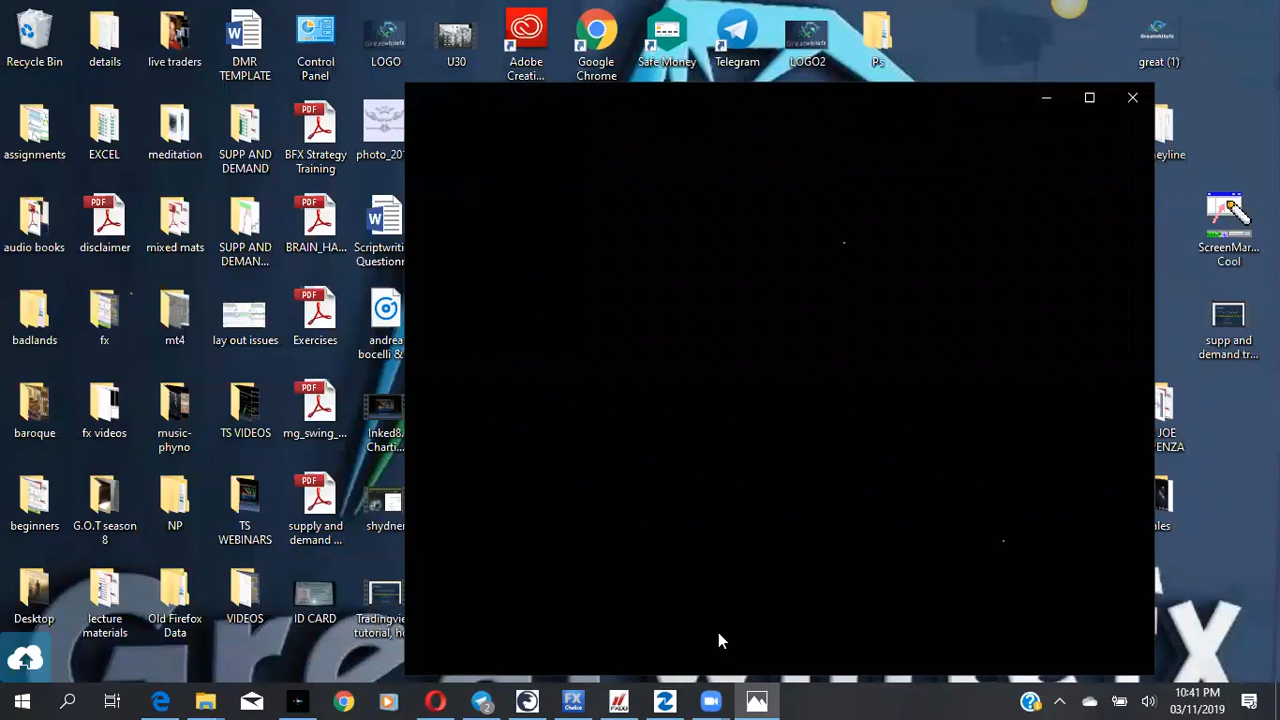 Recycle Bin
details
live traders
DMR TEMPLATE
Control Panel
LOGO
U30
Adobe Creati...
Google Chrome
Safe Money
Telegram
LOGO2
Ps
great (1)
assignments
EXCEL
meditation
SUPP AND DEMAND
BFX Strategy Training
photo_201
neyline
audio books
disclaimer
mixed mats
SUPP AND DEMAN...
BRAIN_HA...
Scriptwriti
Questionn
ScreenMar... Cool
badlands
fx
mt4
lay out issues
Exercises
andrea
bocelli &
supp and demand tr...
baroque
fx videos
music-phyno
TS VIDEOS
mg_swing_...
Inked8.
Charti..
JOE
ENZA
beginners
G.O.T season 8
NP
TS WEBINARS
supply and demand ...
shydner
ales
Desktop
lecture materials
Old Firefox Data
VIDEOS
ID CARD
Tradingvie
tutorial, ho
10:41 PM
03/11/2019